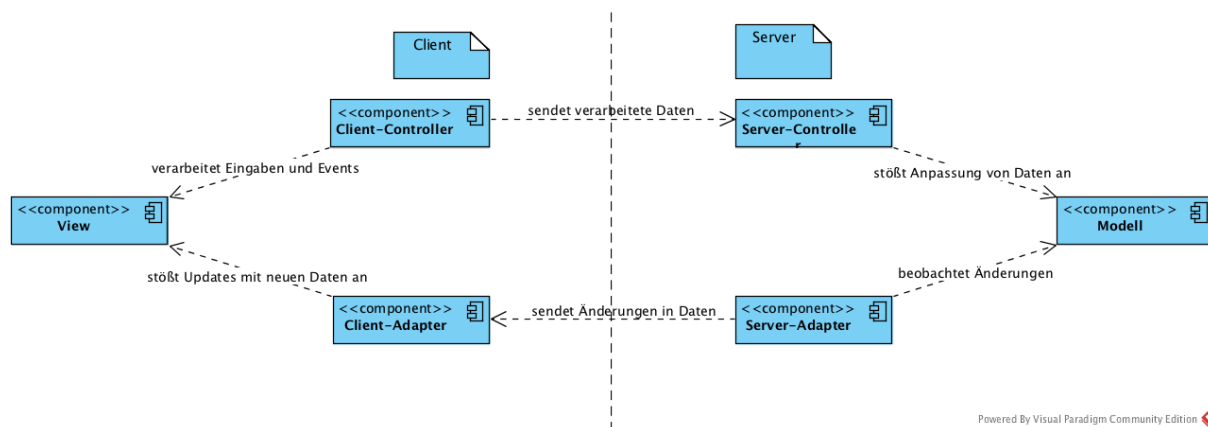 Client
Server
<<component>>
Client-Controller
sendet verarbeitete Daten
<<component>>
Server-Controlle
r
verarbeitet Eingaben und Events
stößt Anpassung von Daten an
<<component>>
View
<<component>>
Modell
stößt Updates mit neuen Daten an
beobachtet Änderungen
<<component>>
Client-Adapter
sendet Änderungen in Daten
<<component>>
Server-Adapter
Powered By Visual Paradigm Community Edition